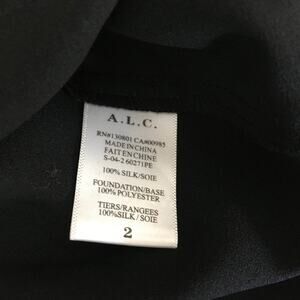 A.L.C.
RN#130801 CA#00985
MADE IN CHINA
FAIT EN CHINE
S-04-2 60271PE
100% SILK/SOIE
FOUNDATION/BASE
100% POLYESTER
TIERS/RANGEES
100%SILK / SOIE
2